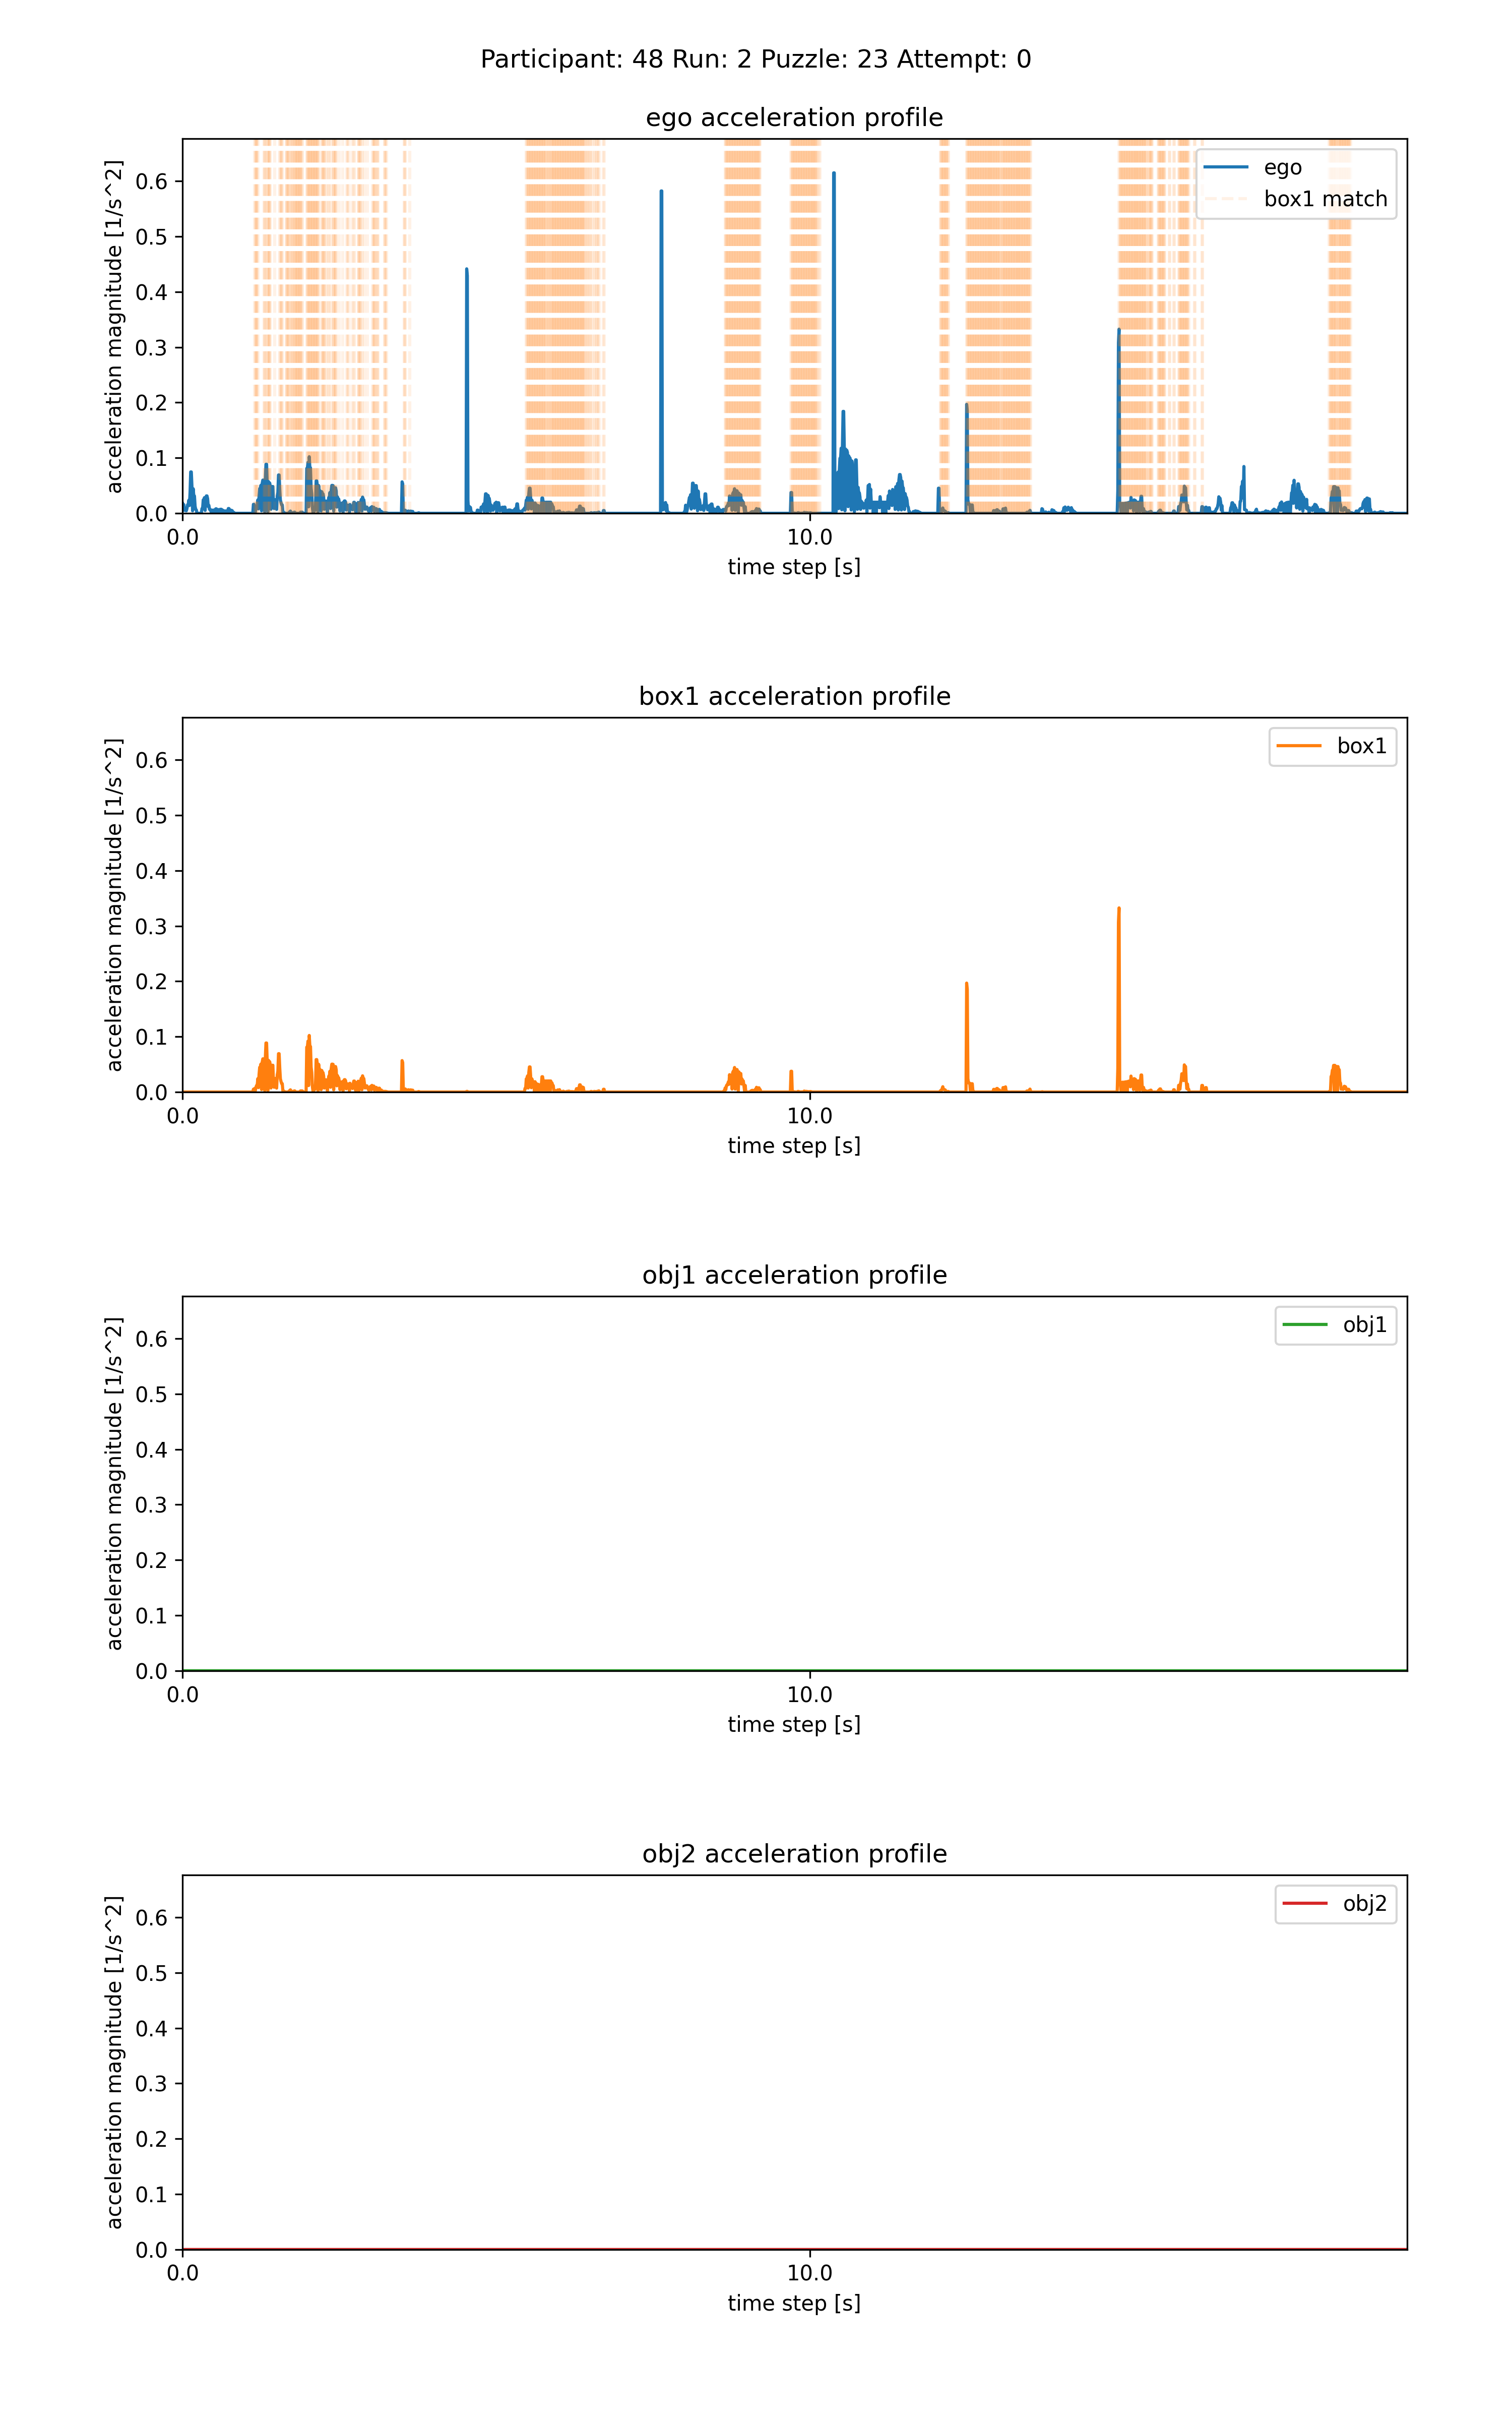 Participant: 48 Run: 2 Puzzle: 23 Attempt: 0
ego acceleration profile
acceleration magnitude [1/s^2]
0.6
0.5
0.4
0.3
0.2
0.1
0.0
ego
box1 match
0.0 10.0
time step [s]
box1 acceleration profile
acceleration magnitude [1/s^2]
0.6
0.5
0.4
0.3
0.2
0.1
0.0
box1
0.0 10.0
time step [s]
obj1 acceleration profile
acceleration magnitude [1/s^2]
0.6
0.5
0.4
0.3
0.2
0.1
0.0
obj1
0.0 10.0
time step [s]
obj2 acceleration profile
acceleration magnitude [1/s^2]
0.6
0.5
0.4
0.3
0.2
0.1
0.0
obj2
0.0 10.0
time step [s]